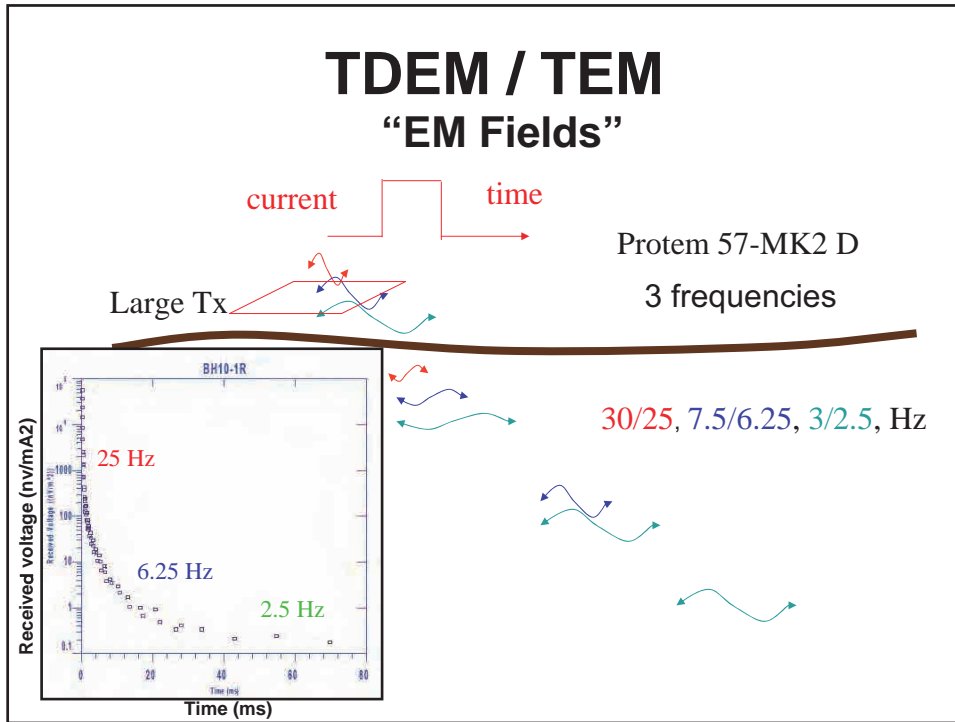 TDEM / TEM
“EM Fields”
current
time
Protem 57-MK2 D
3 frequencies
Large Tx
30/25, 7.5/6.25, 3/2.5, Hz
BH10-1R
Received voltage (nv/mA2)
1000
100
10
1
0.1
25 Hz
6.25 Hz
2.5 Hz
0
20
40
60
80
Time (ms)
Time (ms)